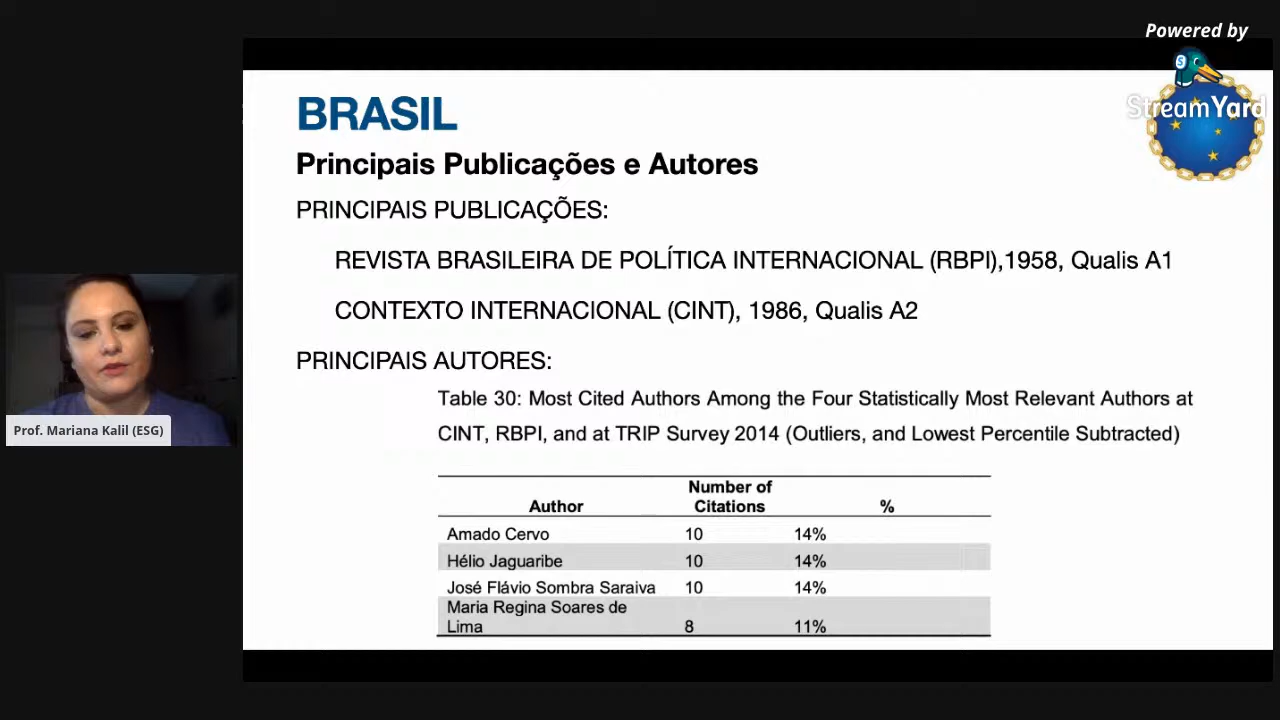 Powered by
StreamYard
BRASIL
Principais Publicações e Autores
PRINCIPAIS PUBLICAÇÕES:
REVISTA BRASILEIRA DE POLÍTICA INTERNACIONAL (RBPI),1958, Qualis A1
CONTEXTO INTERNACIONAL (CINT), 1986, Qualis A2
PRINCIPAIS AUTORES:
Table 30: Most Cited Authors Among the Four Statistically Most Relevant Authors at
CINT, RBPI, and at TRIP Survey 2014 (Outliers, and Lowest Percentile Subtracted)
Number of
Author Citations %
Amado Cervo 10 14%
Hélio Jaguaribe 10 14%
José Flávio Sombra Saraiva 10 14%
Maria Regina Soares de
Lima 8 11%
Prof. Mariana Kalil (ESG)